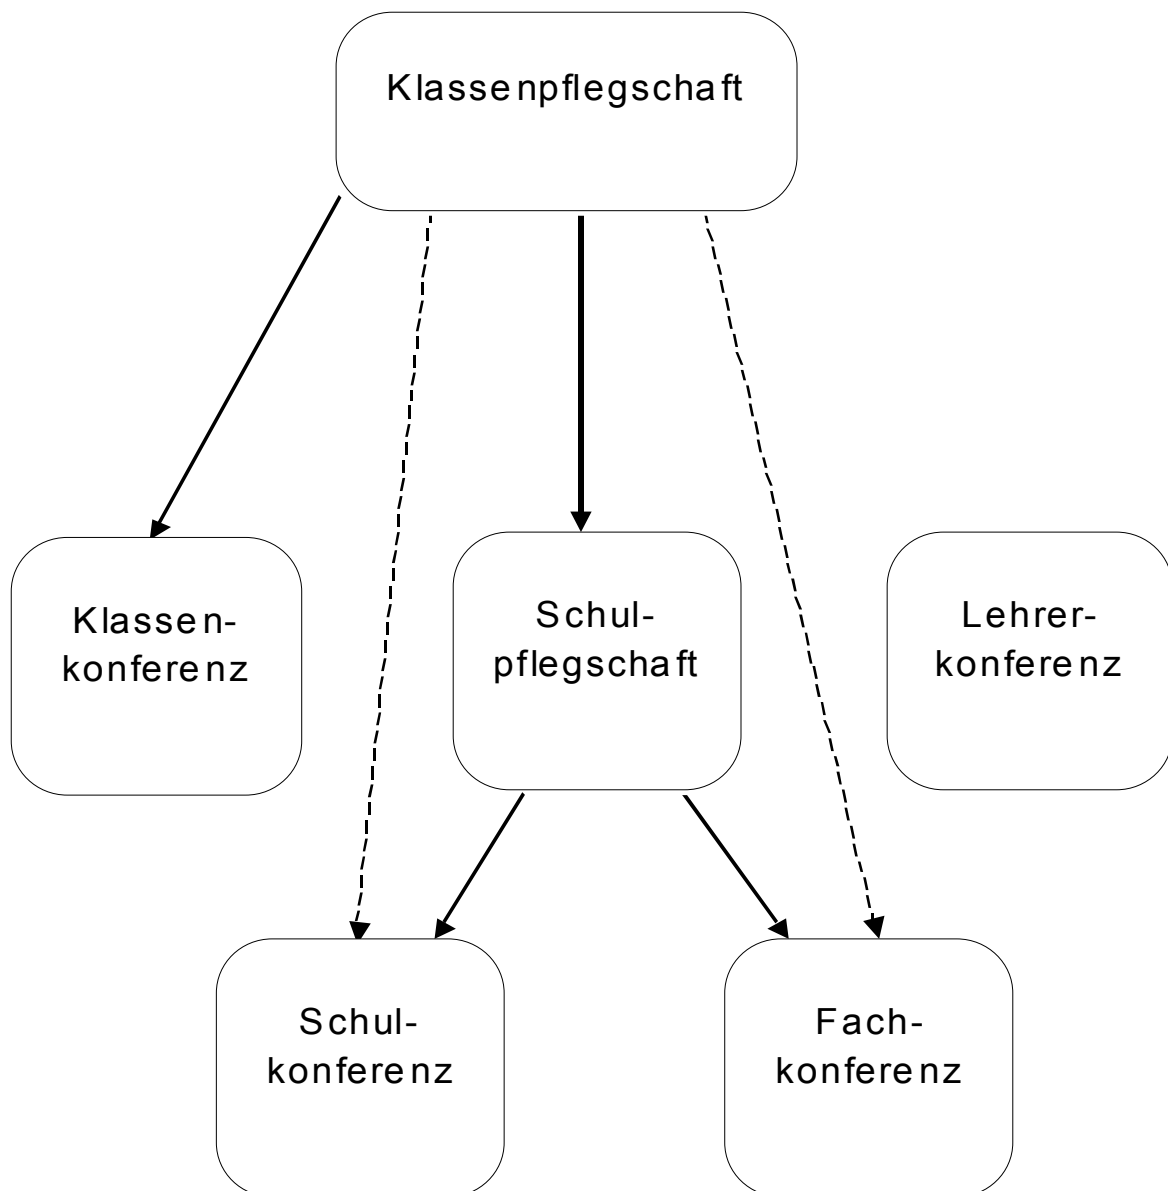 Klassenpflegschaft
Klassen-
konferenz
Schul-
pflegschaft
Lehrer-
konferenz
Schul-
konferenz
Fach-
konferenz